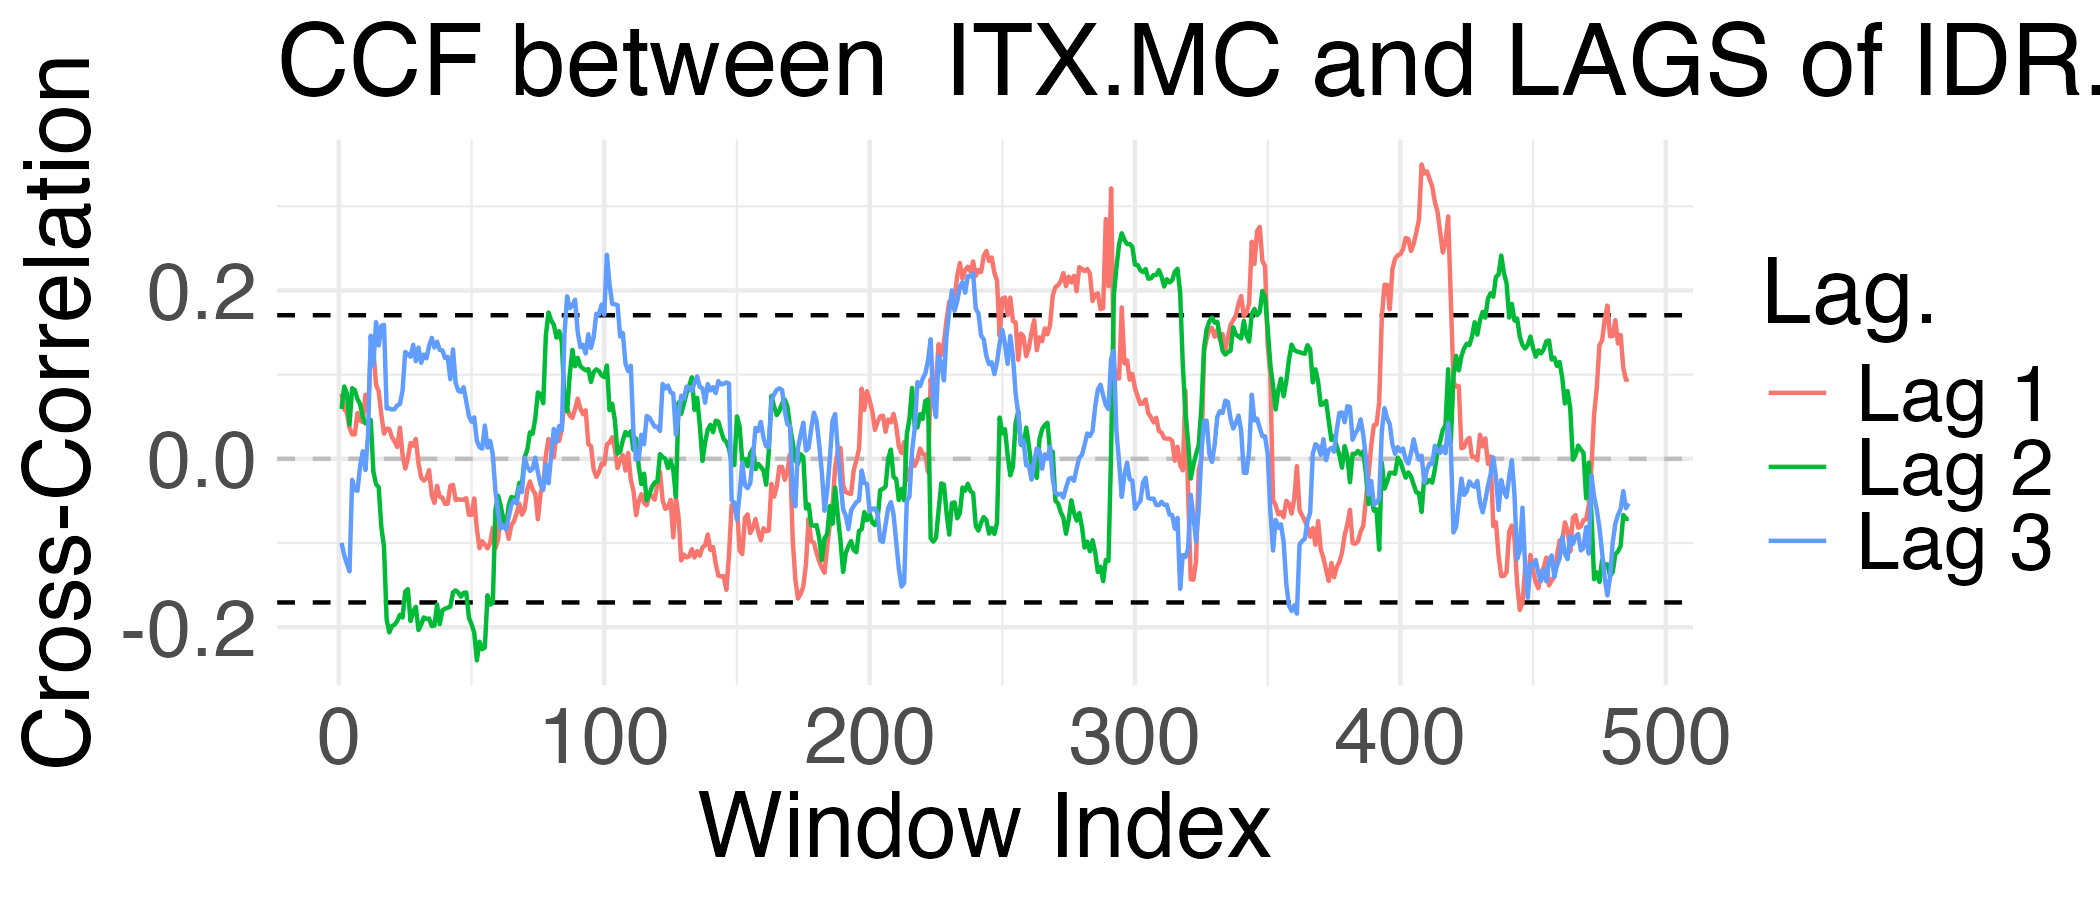 CCF between ITX.MC and LAGS of IDR.
Cross-Correlation
0.2
0.0
-0.2
0 100 200 300 400 500
Window Index
Lag.
Lag 1
Lag 2
Lag 3